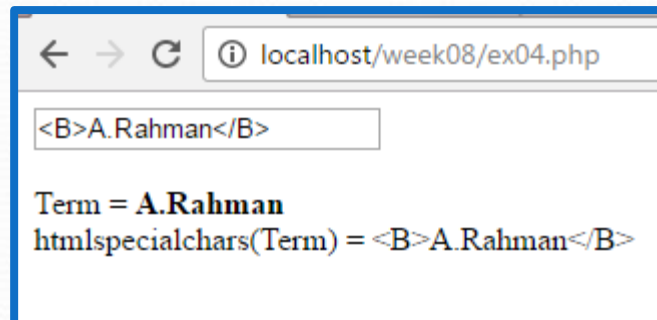 localhost/week08/ex04.php
<B>A.Rahman</B>
Term = A.Rahman
htmlspecialchars(Term) = <B>A.Rahman</B>